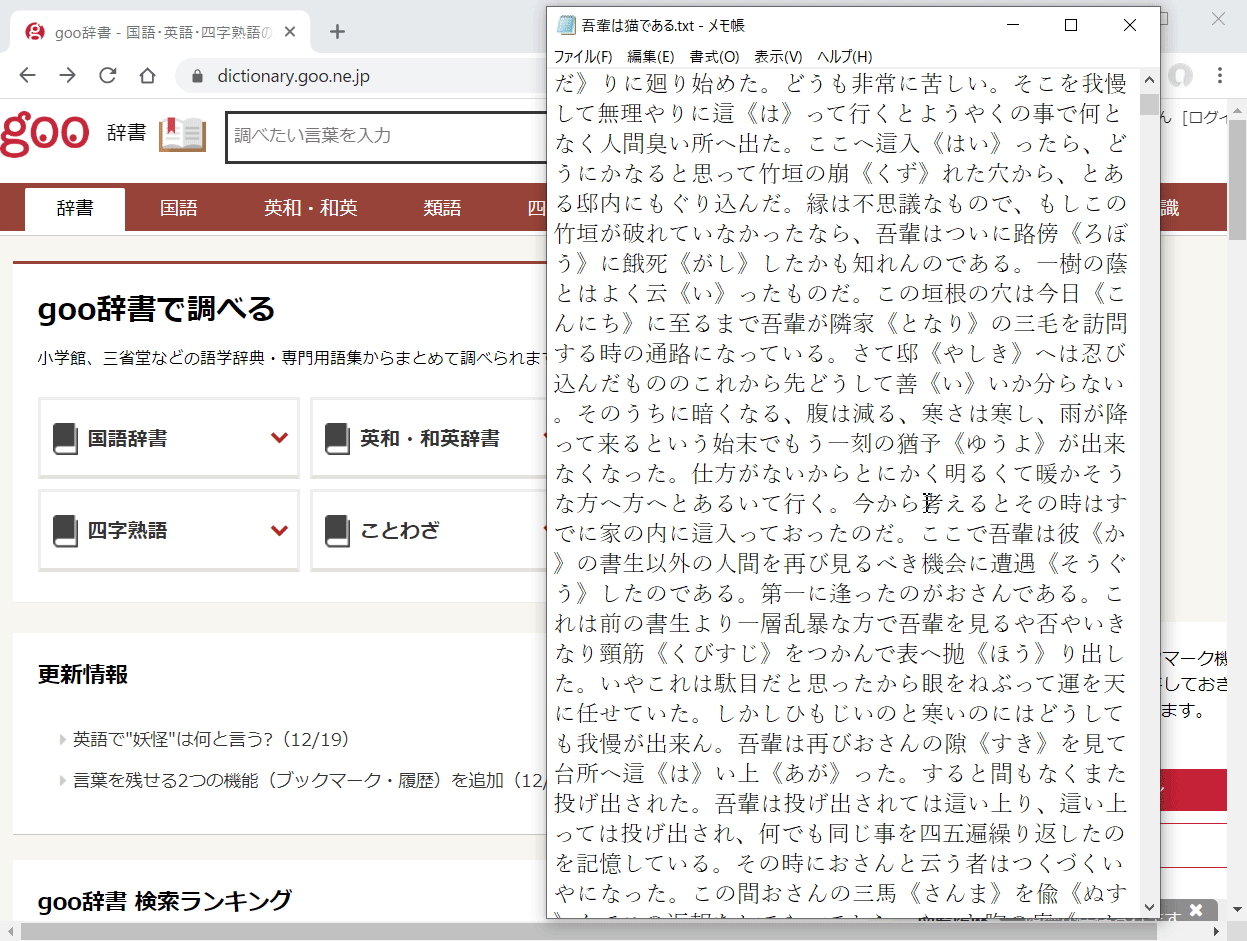 goo辞書 - 国語･英語･四字熟語の
dictionary.goo.ne.jp
goo 辞書
調べたい言葉を入力
ん [ログイ
辞書 国語 英和・和英 類語 四
識
goo辞書で調べる
小学館、三省堂などの語学辞典・専門用語集からまとめて調べられます
国語辞書
英和・和英辞書
四字熟語
ことわざ
更新情報
英語で"妖怪"は何と言う?（12/19）
言葉を残せる2つの機能（ブックマーク・履歴）を追加（12/
goo辞書 検索ランキング
マーク機
しておき
ます。
吾輩は猫である.txt - メモ帳
ファイル(F) 編集(E) 書式(O) 表示(V) ヘルプ(H)
だ》りに廻り始めた。どうも非常に苦しい。そこを我慢
して無理やりに這《は》って行くとようやくの事で何と
なく人間臭い所へ出た。ここへ這入《はい》ったら、ど
うにかなると思って竹垣の崩《くず》れた穴から、とあ
る邸内にもぐり込んだ。縁は不思議なもので、もしこの
竹垣が破れていなかったなら、吾輩はついに路傍《ろぼ
う》に餓死《がし》したかも知れんのである。一樹の蔭
とはよく云《い》ったものだ。この垣根の穴は今日《こ
んにち》に至るまで吾輩が隣家《となり》の三毛を訪問
する時の通路になっている。さて邸《やしき》へは忍び
込んだもののこれから先どうして善《い》いか分らない
。そのうちに暗くなる、腹は減る、寒さは寒し、雨が降
って来るという始末でもう一刻の猶予《ゆうよ》が出来
なくなった。仕方がないからとにかく明るくて暖かそう
な方へ方へとあるいて行く。今から考えるとその時はす
でに家の内に這入っておったのだ。ここで吾輩は彼《か
》の書生以外の人間を再び見るべき機会に遭遇《そうぐ
う》したのである。第一に逢ったのがおさんである。こ
れは前の書生より一層乱暴な方で吾輩を見るや否やいき
なり頸筋《くびすじ》をつかんで表へ抛《ほう》り出し
た。いやこれは駄目だと思ったから眼をねぶって運を天
に任せていた。しかしひもじいのと寒いのにはどうして
も我慢が出来ん。吾輩は再びおさんの隙《すき》を見て
台所へ這《は》い上《あが》った。すると間もなくまた
投げ出された。吾輩は投げ出されては這い上り、這い上
っては投げ出され、何でも同じ事を四五遍繰り返したの
を記憶している。その時におさんと云う者はつくづくい
やになった。この間おさんの三馬《さんま》を偸《ぬす